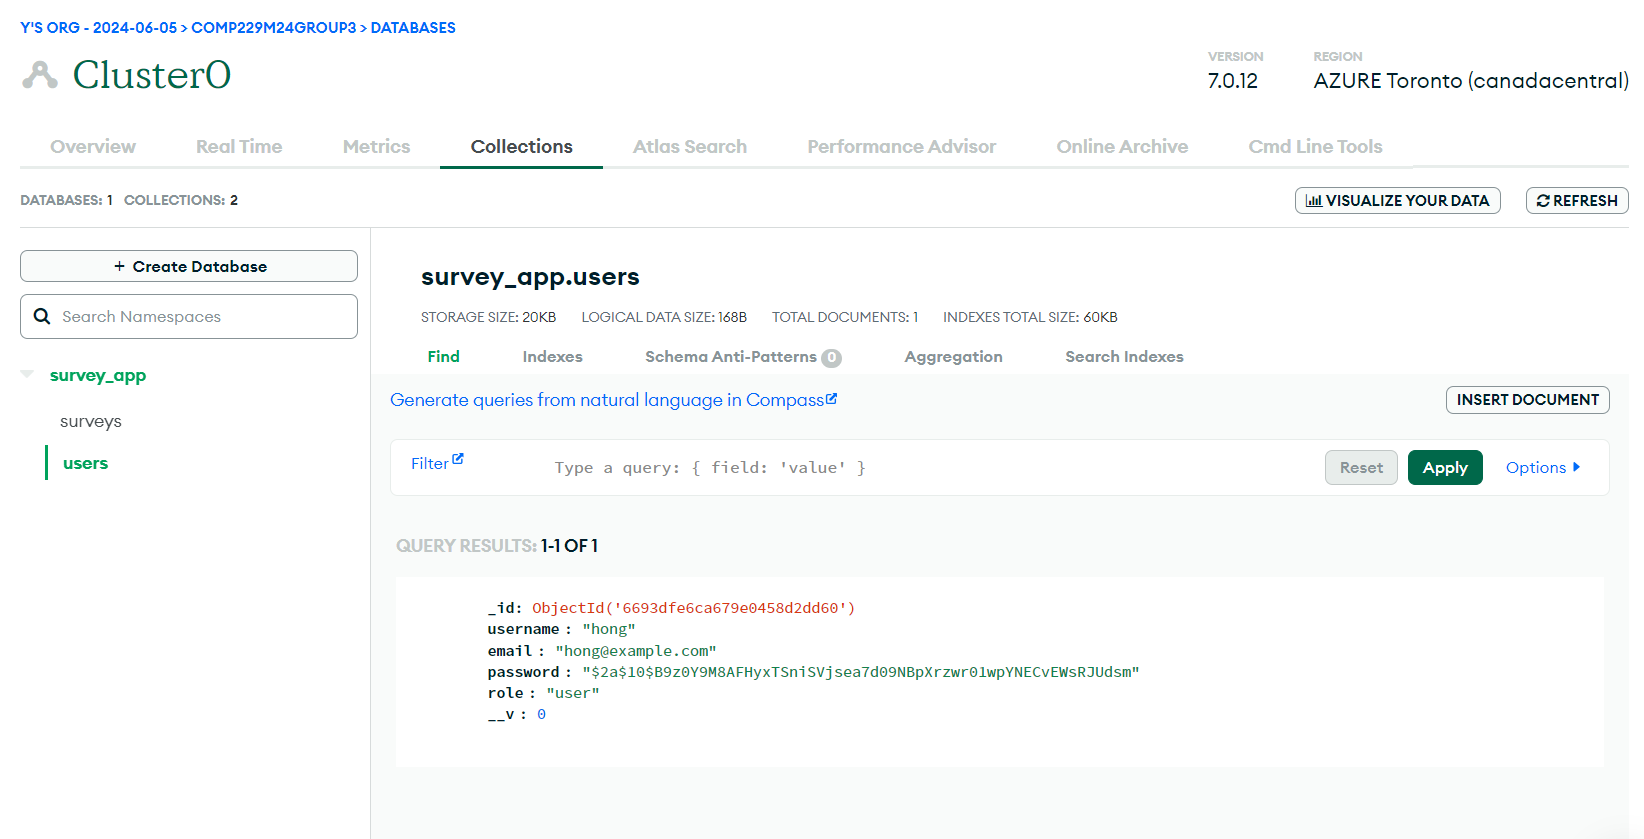 Y'S ORG - 2024-06-05 > COMP229M24GROUP3 > DATABASES
Cluster0
VERSION
7.0.12
REGION
AZURE Toronto (canadacentral)
Overview Real Time Metrics Collections Atlas Search Performance Advisor Online Archive Cmd Line Tools
DATABASES: 1 COLLECTIONS: 2
VISUALIZE YOUR DATA
REFRESH
+ Create Database
Search Namespaces
survey_app
surveys
users
survey_app.users
STORAGE SIZE: 20KB LOGICAL DATA SIZE: 168B TOTAL DOCUMENTS: 1 INDEXES TOTAL SIZE: 60KB
Find Indexes Schema Anti-Patterns 0 Aggregation Search Indexes
Generate queries from natural language in Compass
INSERT DOCUMENT
Filter
Type a query: { field: 'value' }
Reset
Apply
Options
QUERY RESULTS: 1-1 OF 1
_id: ObjectId('6693dfe6ca679e0458d2dd60')
username : "hong"
email : "hong@example.com"
password : "$2a$10$B9z0Y9M8AFHyxTSniSVjsea7d09NBpXrzwr01wpYNECvEWsRJUdsm"
role : "user"
__v : 0